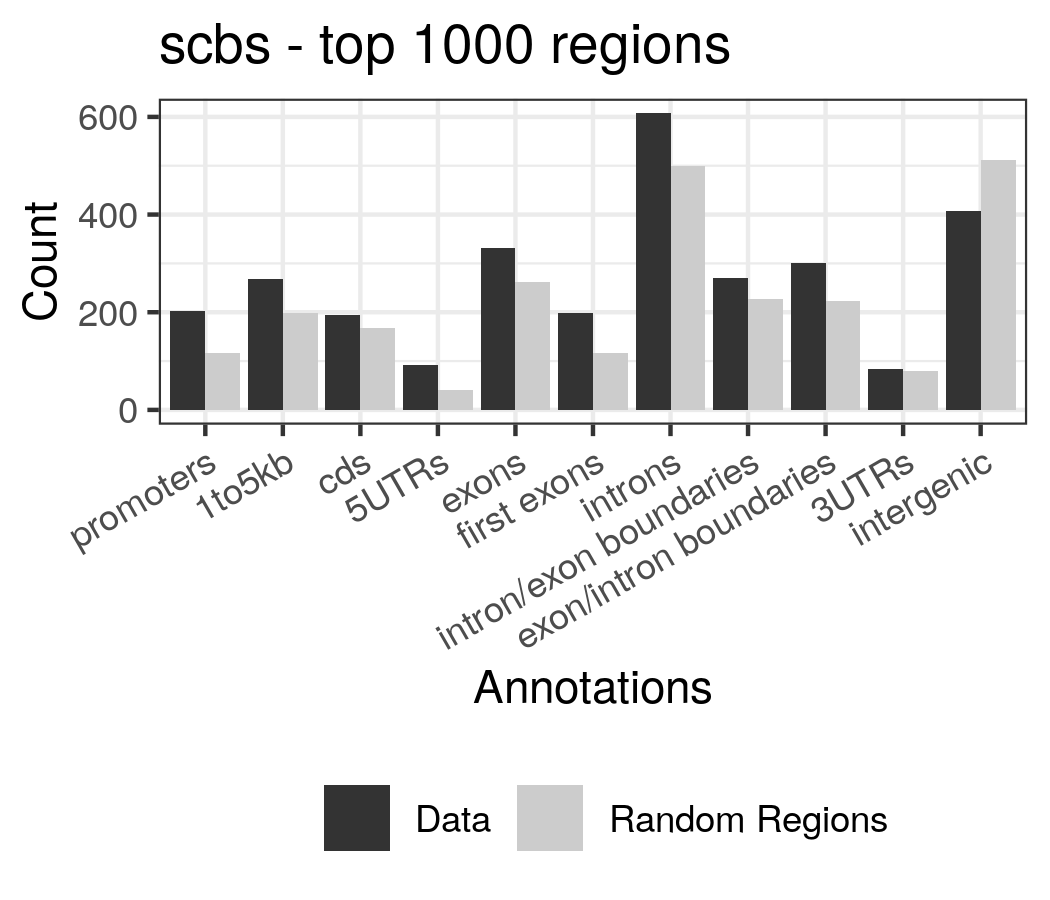 scbs - top 1000 regions
Count
600
400
200
0
promoters
1to5kb
cds
5UTRs
exons
first exons
introns
intron/exon boundaries
exon/intron boundaries
3UTRs
intergenic
Annotations
Data
Random Regions